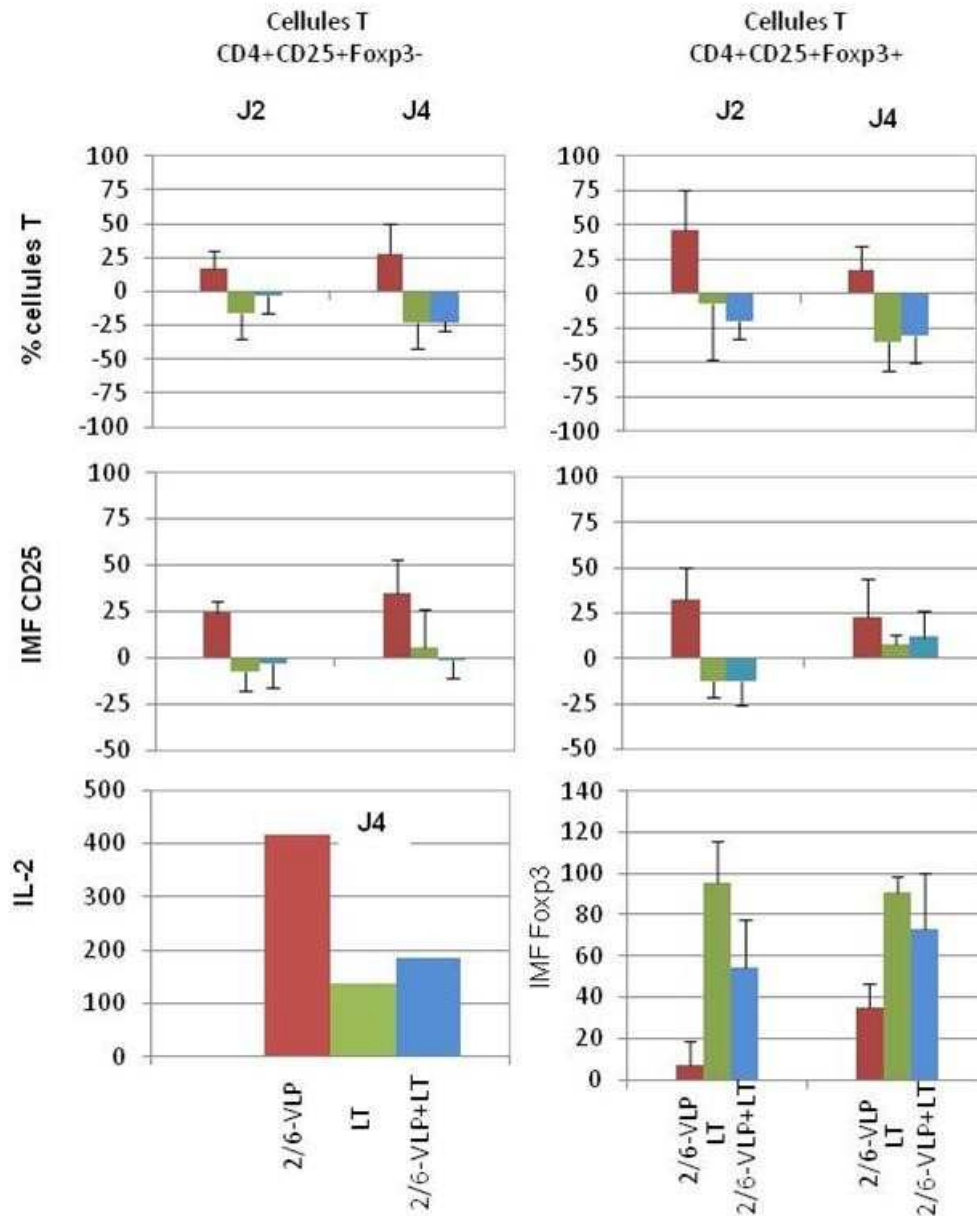 Cellules T
CD4+CD25+Foxp3-
Cellules T
CD4+CD25+Foxp3+
J2
J4
J2
J4
% cellules T
100
75
50
25
0
-25
-50
-75
-100
100
75
50
25
0
-25
-50
-75
-100
IMF CD25
100
75
50
25
0
-25
-50
100
75
50
25
0
-25
-50
IL-2
500
400
300
200
100
0
J4
2/6-VLP
LT
2/6-VLP+LT
IMF Foxp3
140
120
100
80
60
40
20
0
2/6-VLP
LT
2/6-VLP+LT
2/6-VLP
LT
2/6-VLP+LT